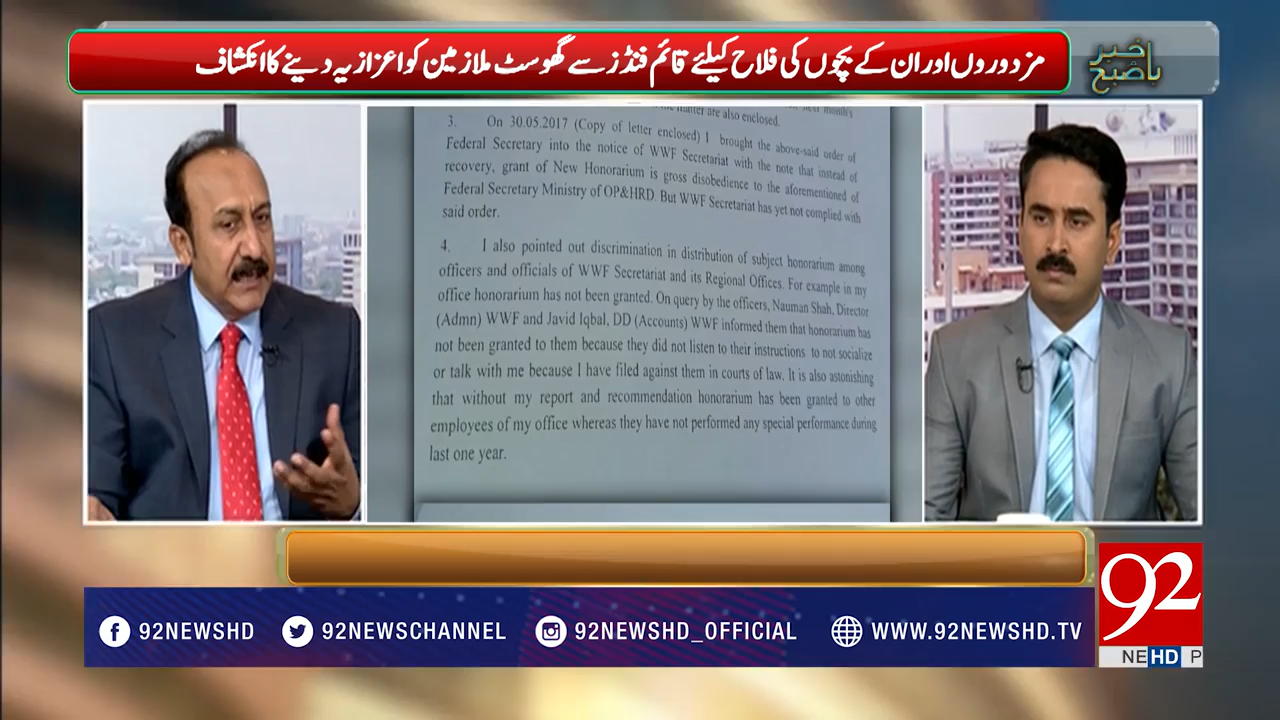 مزدوروں اور ان کے بچوں کی فلاح کیلئے قائم فنڈز سے گھوسٹ ملازمین کو اعزازیہ دینے کا انکشاف
باصبح
خبر
matter are also enclosed.
3. On 30.05.2017 (Copy of letter enclosed) I brought the above-said order of
Federal Secretary into the notice of WWF Secretariat with the note that instead of
recovery, grant of New Honorarium is gross disobedience to the aforementioned of
Federal Secretary Ministry of OP&HRD. But WWF Secretariat has yet not complied with
said order.
4. I also pointed out discrimination in distribution of subject honorarium among
officers and officials of WWF Secretariat and its Regional Offices. For example in my
office honorarium has not been granted. On query by the officers, Nauman Shah, Director
(Admn) WWF and Javid Iqbal, DD (Accounts) WWF informed them that honorarium has
not been granted to them because they did not listen to their instructions to not socialize
or talk with me because I have filed against them in courts of law. It is also astonishing
that without my report and recommendation honorarium has been granted to other
employees of my office whereas they have not performed any special performance during
last one year.
92
NEHD P
92NEWSHD
92NEWSCHANNEL
92NEWSHD_OFFICIAL
WWW.92NEWSHD.TV